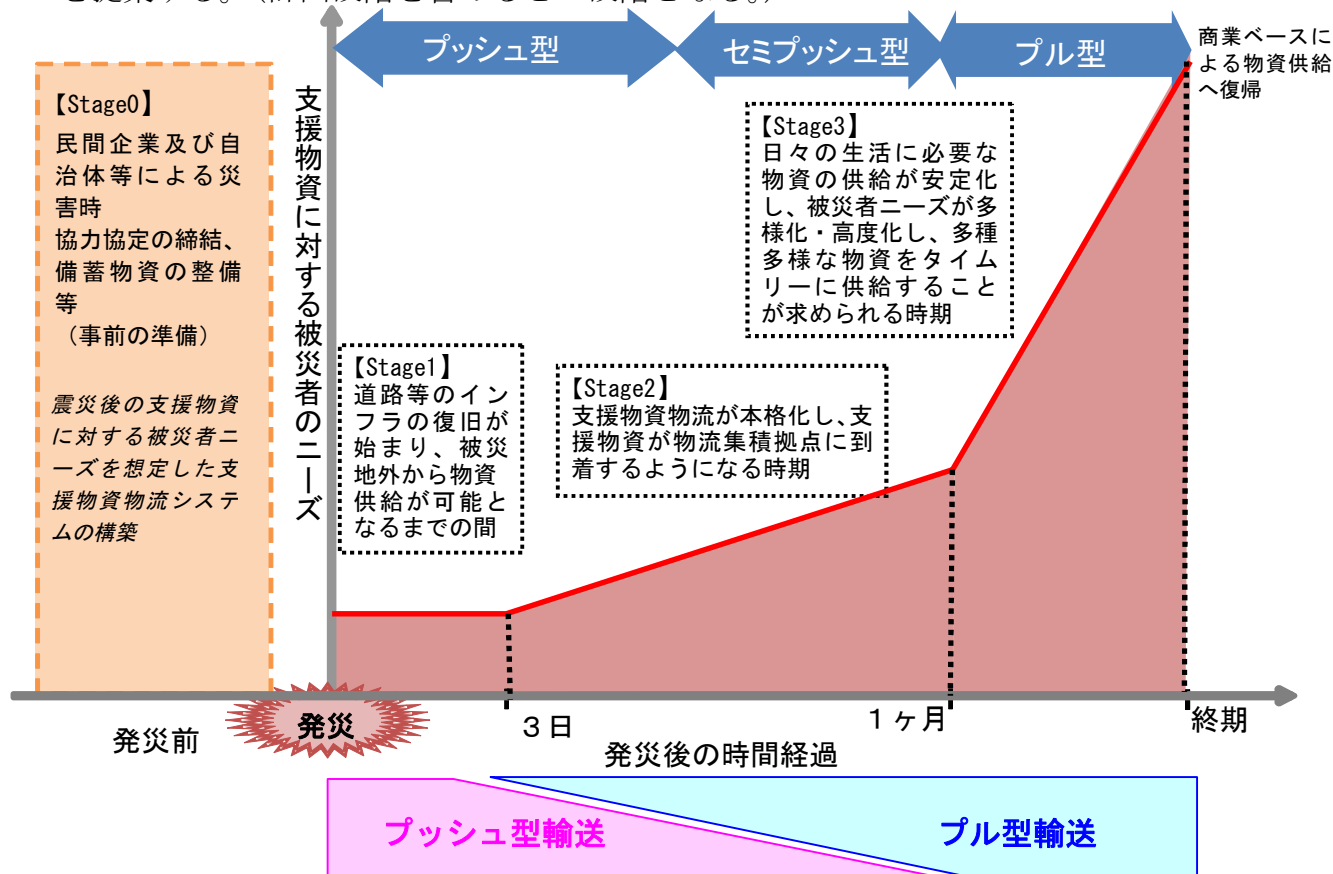 プッシュ型
セミプッシュ型
プル型
商業ベースに
よる物資供給
へ復帰
【Stage0】
民間企業及び自
治体等による災
害時
協力協定の締結、
備蓄物資の整備
等
（事前の準備）
震災後の支援物資
に対する被災者ニ
ーズを想定した支
援物資物流システ
ムの構築
支援物資に対する被災者のニーズ
【Stage1】
道路等のイン
フラの復旧が
始まり、被災
地外から物資
供給が可能と
なるまでの間
【Stage2】
支援物資物流が本格化し、支
援物資が物流集積拠点に到
着するようになる時期
【Stage3】
日々の生活に必要な
物資の供給が安定化
し、被災者ニーズが多
様化・高度化し、多種
多様な物資をタイム
リーに供給すること
が求められる時期
発災前
発災
３日
１ヶ月
終期
発災後の時間経過
プッシュ型輸送
プル型輸送